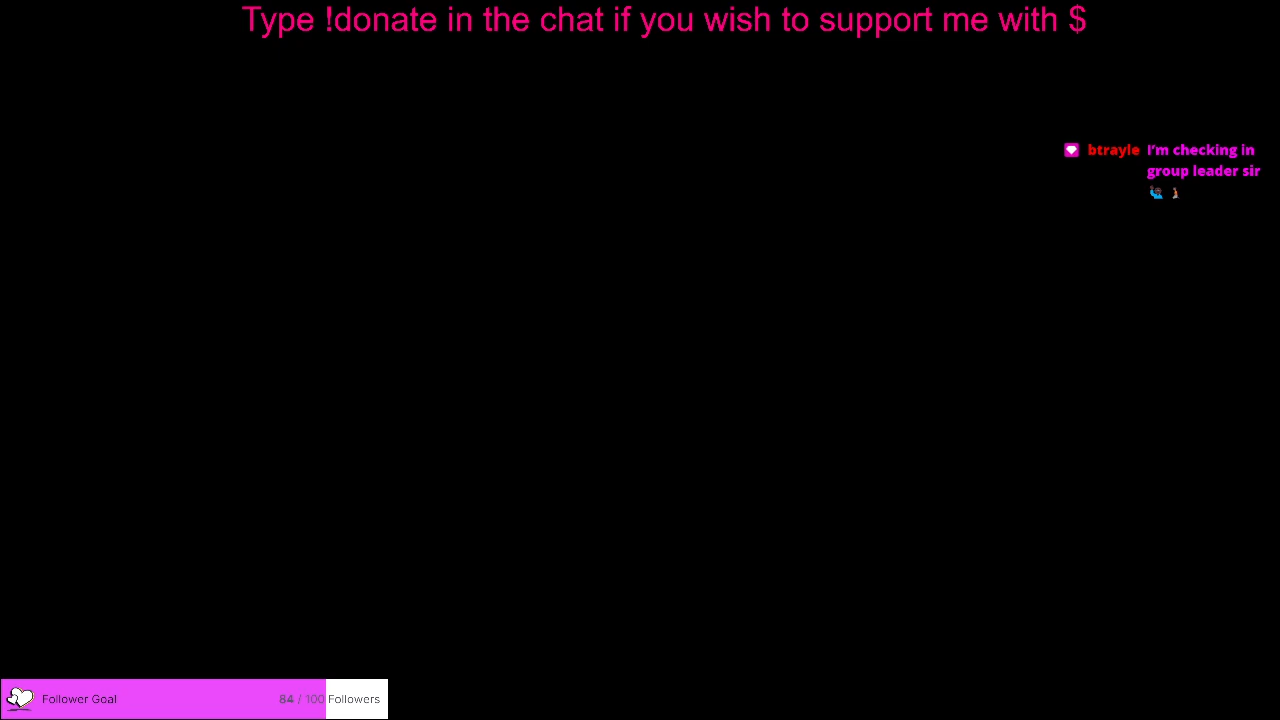 Type !donate in the chat if you wish to support me with $
btrayle I'm checking in
group leader sir
Follower Goal 84 / 100 Followers